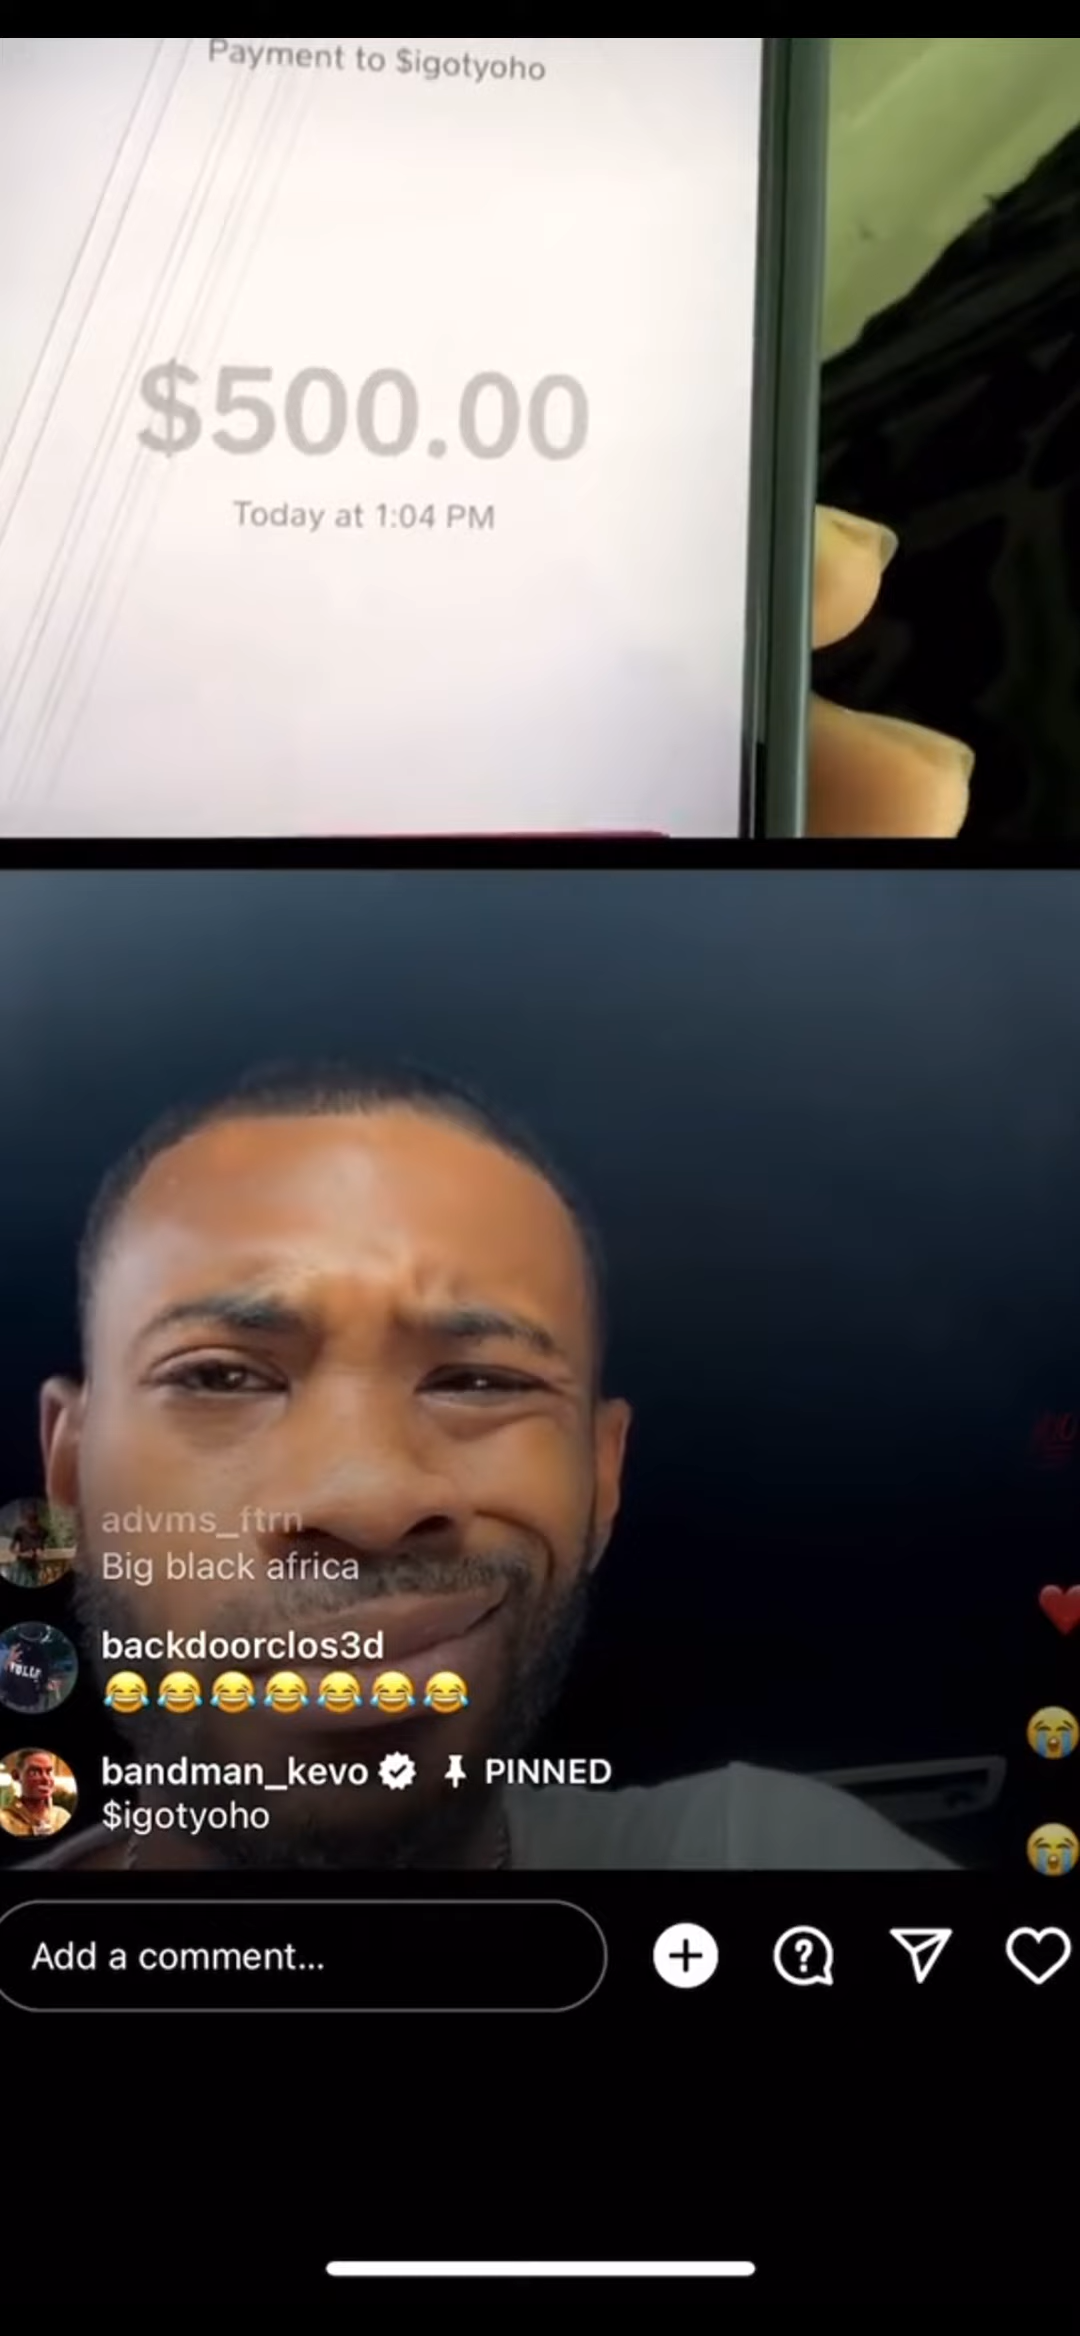 Payment to $igotyoho
$500.00
Today at 1:04 PM
advms_ftrn
Big black africa
backdoorclos3d
😂😂😂😂😂😂😂
bandman_kevo PINNED
$igotyoho
Add a comment...